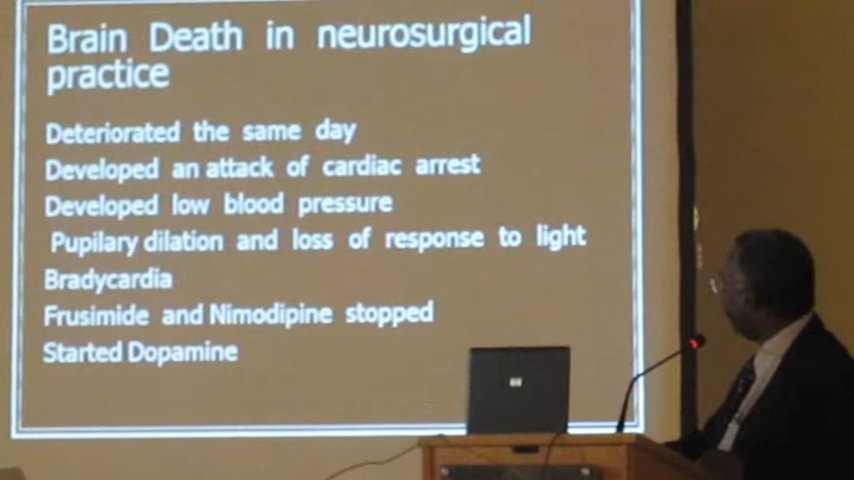 Brain Death in neurosurgical
practice
Deteriorated the same day
Developed an attack of cardiac arrest
Developed low blood pressure
Pupilary dilation and loss of response to light
Bradycardia
Frusimide and Nimodipine stopped
Started Dopamine
hp